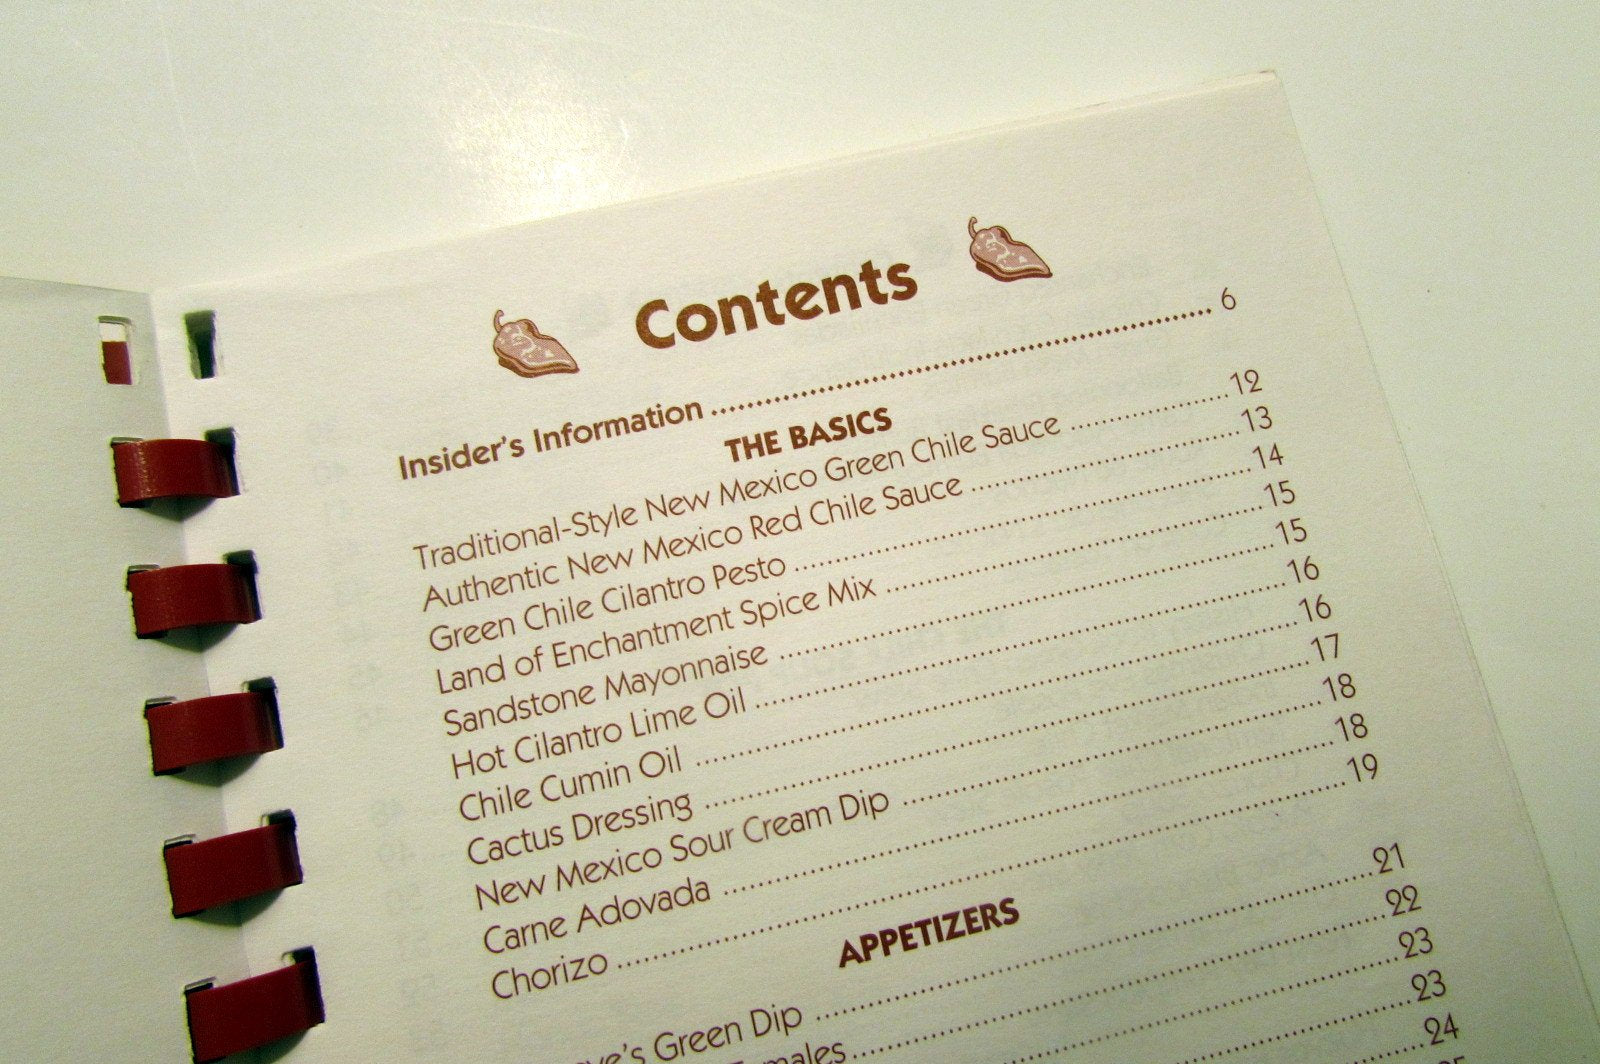 Contents
Insider's Information 6
THE BASICS
Traditional-Style New Mexico Green Chile Sauce 12
Authentic New Mexico Red Chile Sauce 13
Green Chile Cilantro Pesto 14
Land of Enchantment Spice Mix 15
Sandstone Mayonnaise 15
Hot Cilantro Lime Oil 16
Chile Cumin Oil 16
Cactus Dressing 17
New Mexico Sour Cream Dip 18
Carne Adovada 18
Chorizo 19
APPETIZERS
Green Dip 21
22
23
23
24